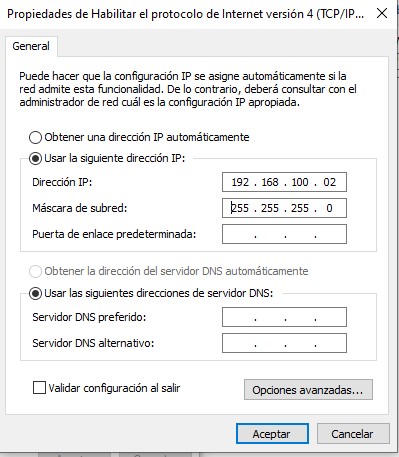 Propiedades de Habilitar el protocolo de Internet versión 4 (TCP/IP...
General
Puede hacer que la configuración IP se asigne automáticamente si la
red admite esta funcionalidad. De lo contrario, deberá consultar con el
administrador de red cuál es la configuración IP apropiada.
Obtener una dirección IP automáticamente
Usar la siguiente dirección IP:
Dirección IP: 192 . 168 . 100 . 02
Máscara de subred: 255 . 255 . 255 . 0
Puerta de enlace predeterminada: . . .
Obtener la dirección del servidor DNS automáticamente
Usar las siguientes direcciones de servidor DNS:
Servidor DNS preferido: . . .
Servidor DNS alternativo: . . .
Validar configuración al salir
Opciones avanzadas...
Aceptar Cancelar